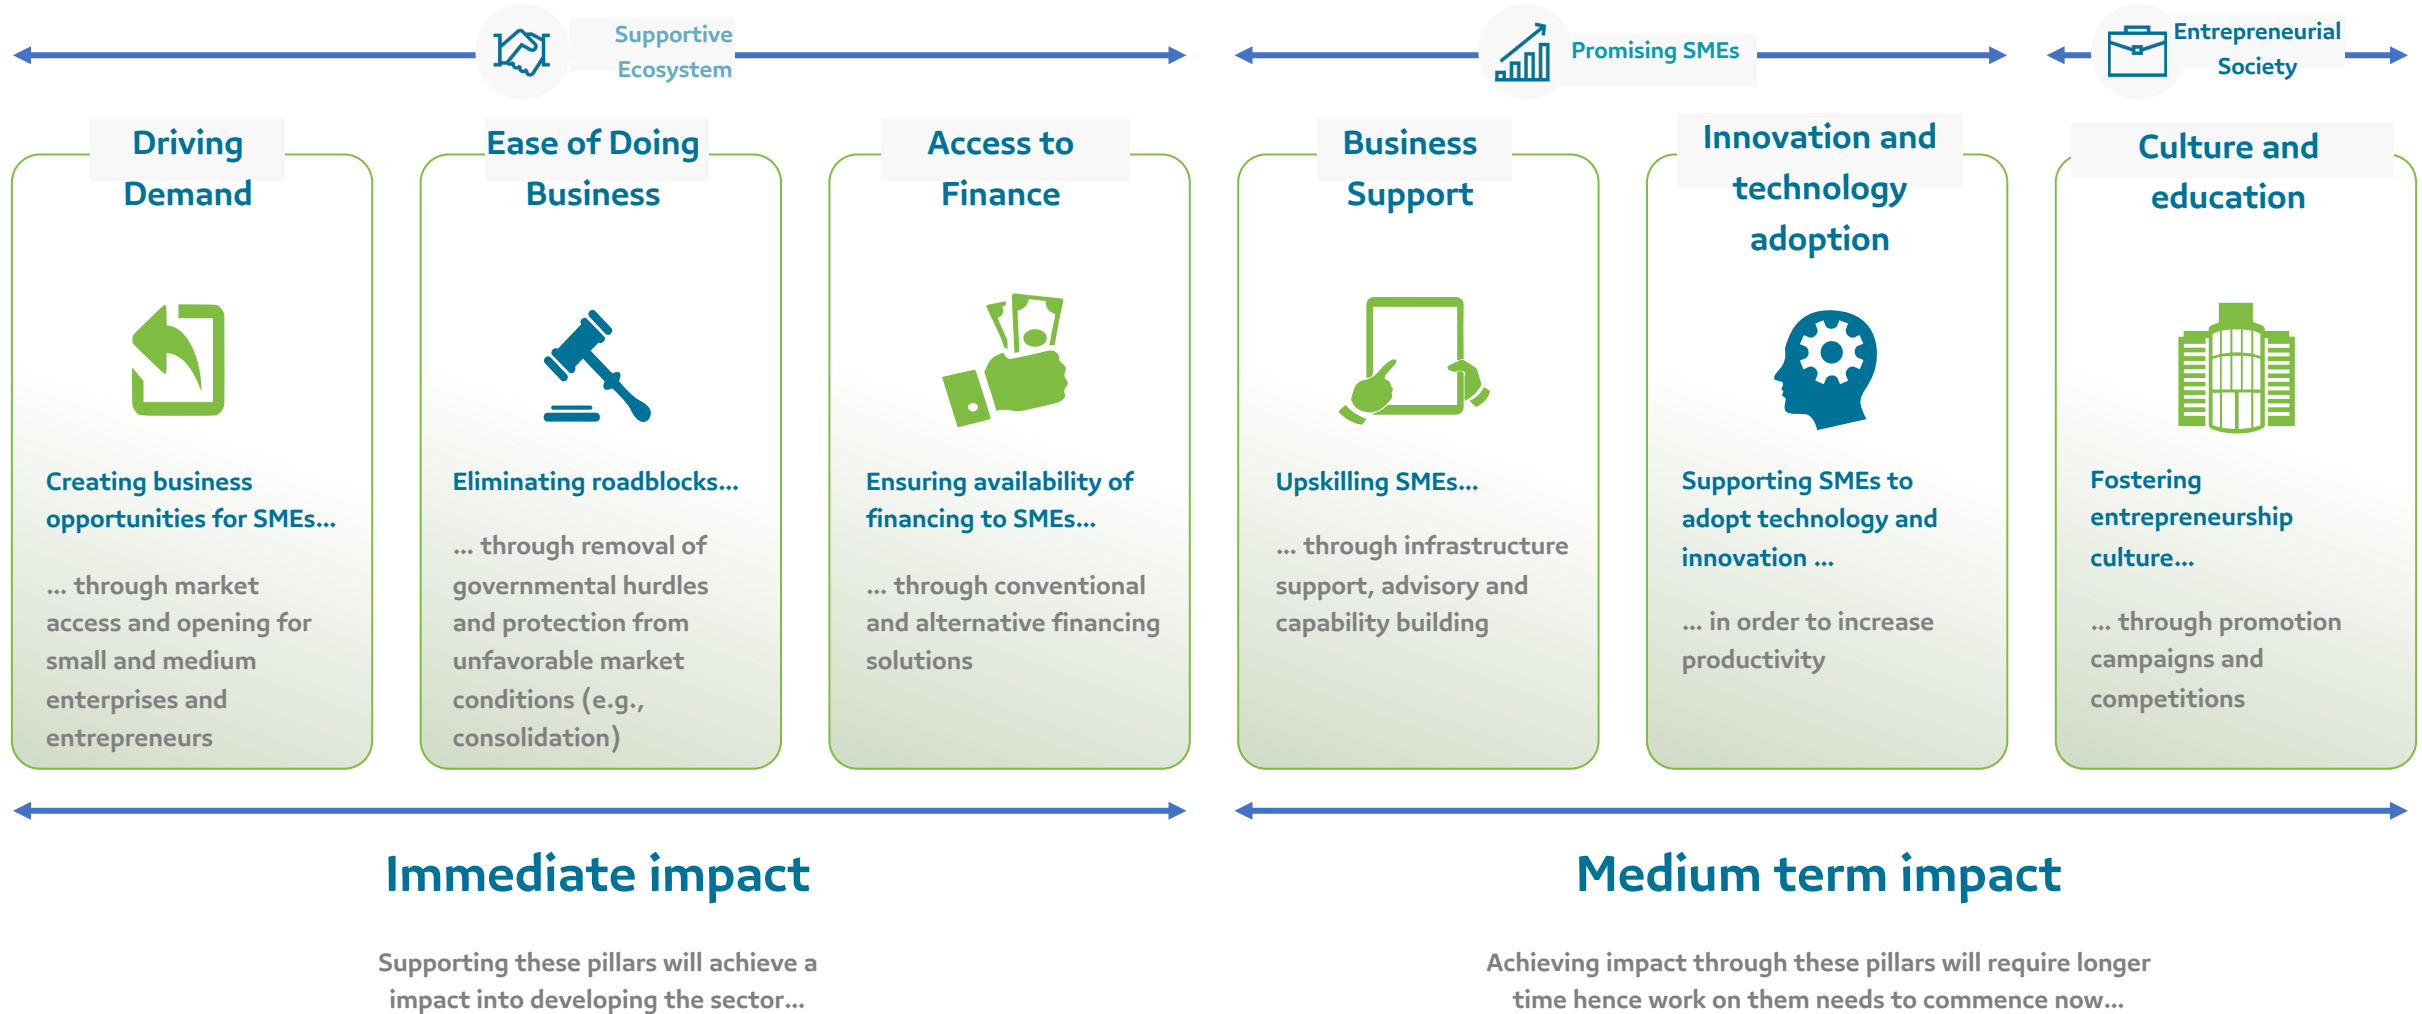 Supportive
Ecosystem
Promising SMEs
Entrepreneurial
Society
Driving
Demand
Creating business
opportunities for SMEs...
... through market
access and opening for
small and medium
enterprises and
entrepreneurs
Ease of Doing
Business
Eliminating roadblocks...
... through removal of
governmental hurdles
and protection from
unfavorable market
conditions (e.g.,
consolidation)
Access to
Finance
Ensuring availability of
financing to SMEs...
... through conventional
and alternative financing
solutions
Business
Support
Upskilling SMEs...
... through infrastructure
support, advisory and
capability building
Innovation and
technology
adoption
Supporting SMEs to
adopt technology and
innovation ...
... in order to increase
productivity
Culture and
education
Fostering
entrepreneurship
culture...
... through promotion
campaigns and
competitions
Immediate impact
Supporting these pillars will achieve a
impact into developing the sector...
Medium term impact
Achieving impact through these pillars will require longer
time hence work on them needs to commence now...